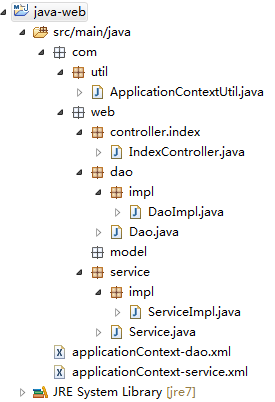 java-web
src/main/java
com
util
ApplicationContextUtil.java
web
controller.index
IndexController.java
dao
impl
DaoImpl.java
Dao.java
model
service
impl
ServiceImpl.java
Service.java
applicationContext-dao.xml
applicationContext-service.xml
JRE System Library [jre7]